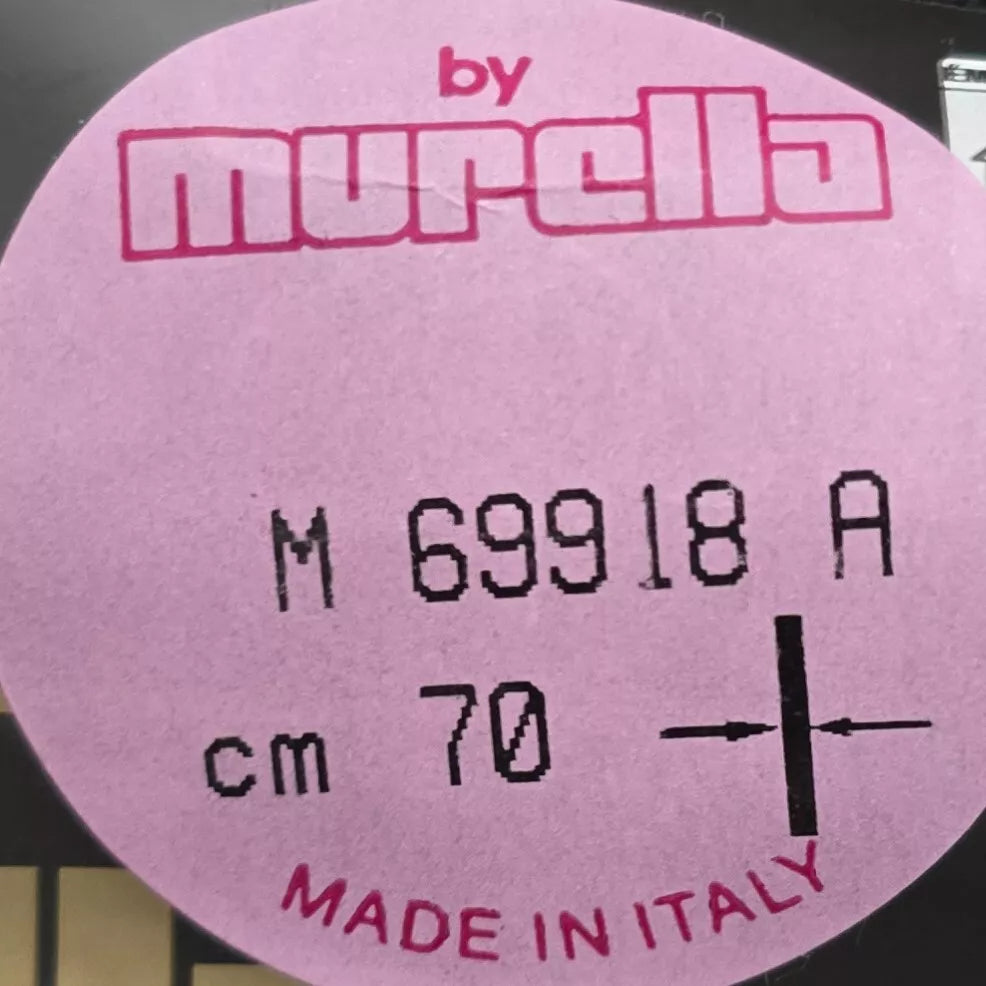 by
murella
M 69918 A
cm 70
MADE IN ITALY